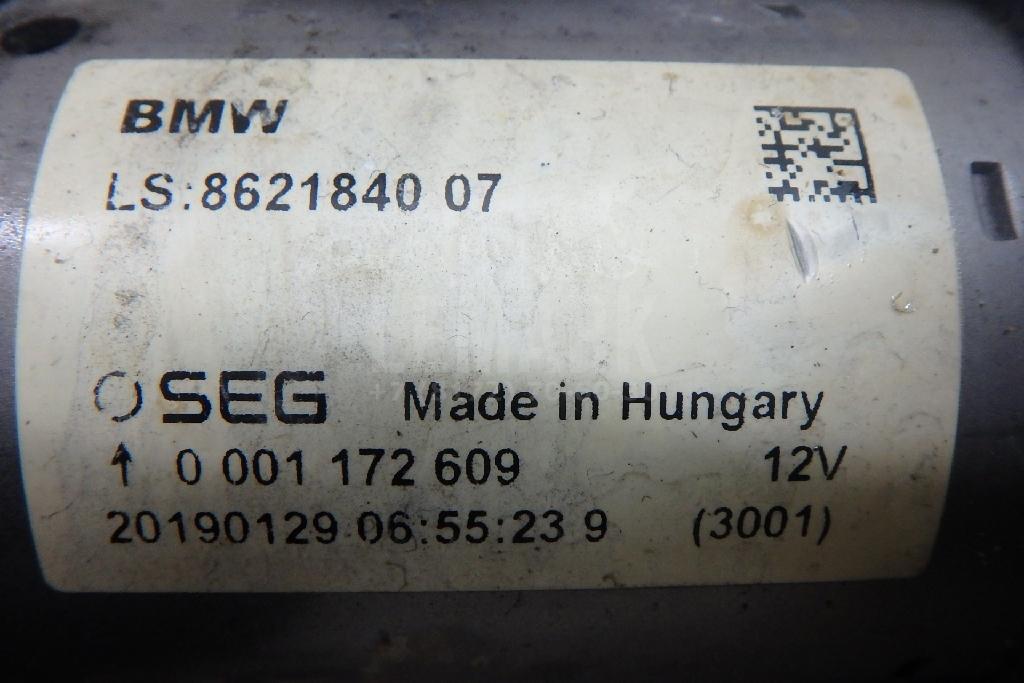 BMW
LS:8621840 07
SEG Made in Hungary
↑ 0 001 172 609 12V
20190129 06:55:23 9 (3001)